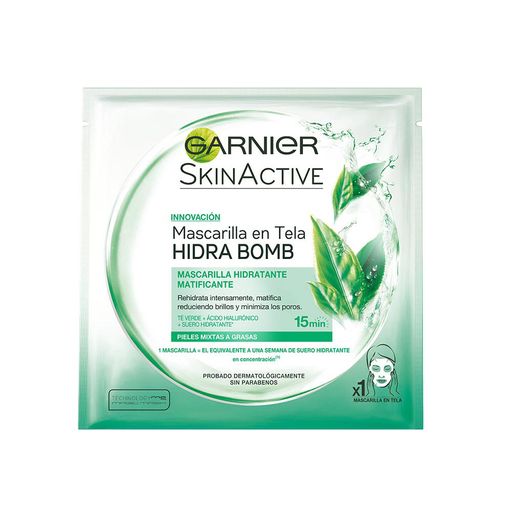 GARNIER
SKINACTIVE
INNOVACIÓN
Mascarilla en Tela
HIDRA BOMB
MASCARILLA HIDRATANTE
MATIFICANTE
Rehidrata intensamente, matifica
reduciendo brillos y minimiza los poros.
TÉ VERDE + ÁCIDO HIALURÓNICO
+ SUERO HIDRATANTE*
15min
PIELES MIXTAS A GRASAS
1 MASCARILLA = EL EQUIVALENTE A UNA SEMANA DE SUERO HIDRATANTE
en concentración(1)
PROBADO DERMATOLÓGICAMENTE
SIN PARABENOS
TECHNOLOGY
x1
MASCARILLA EN TELA